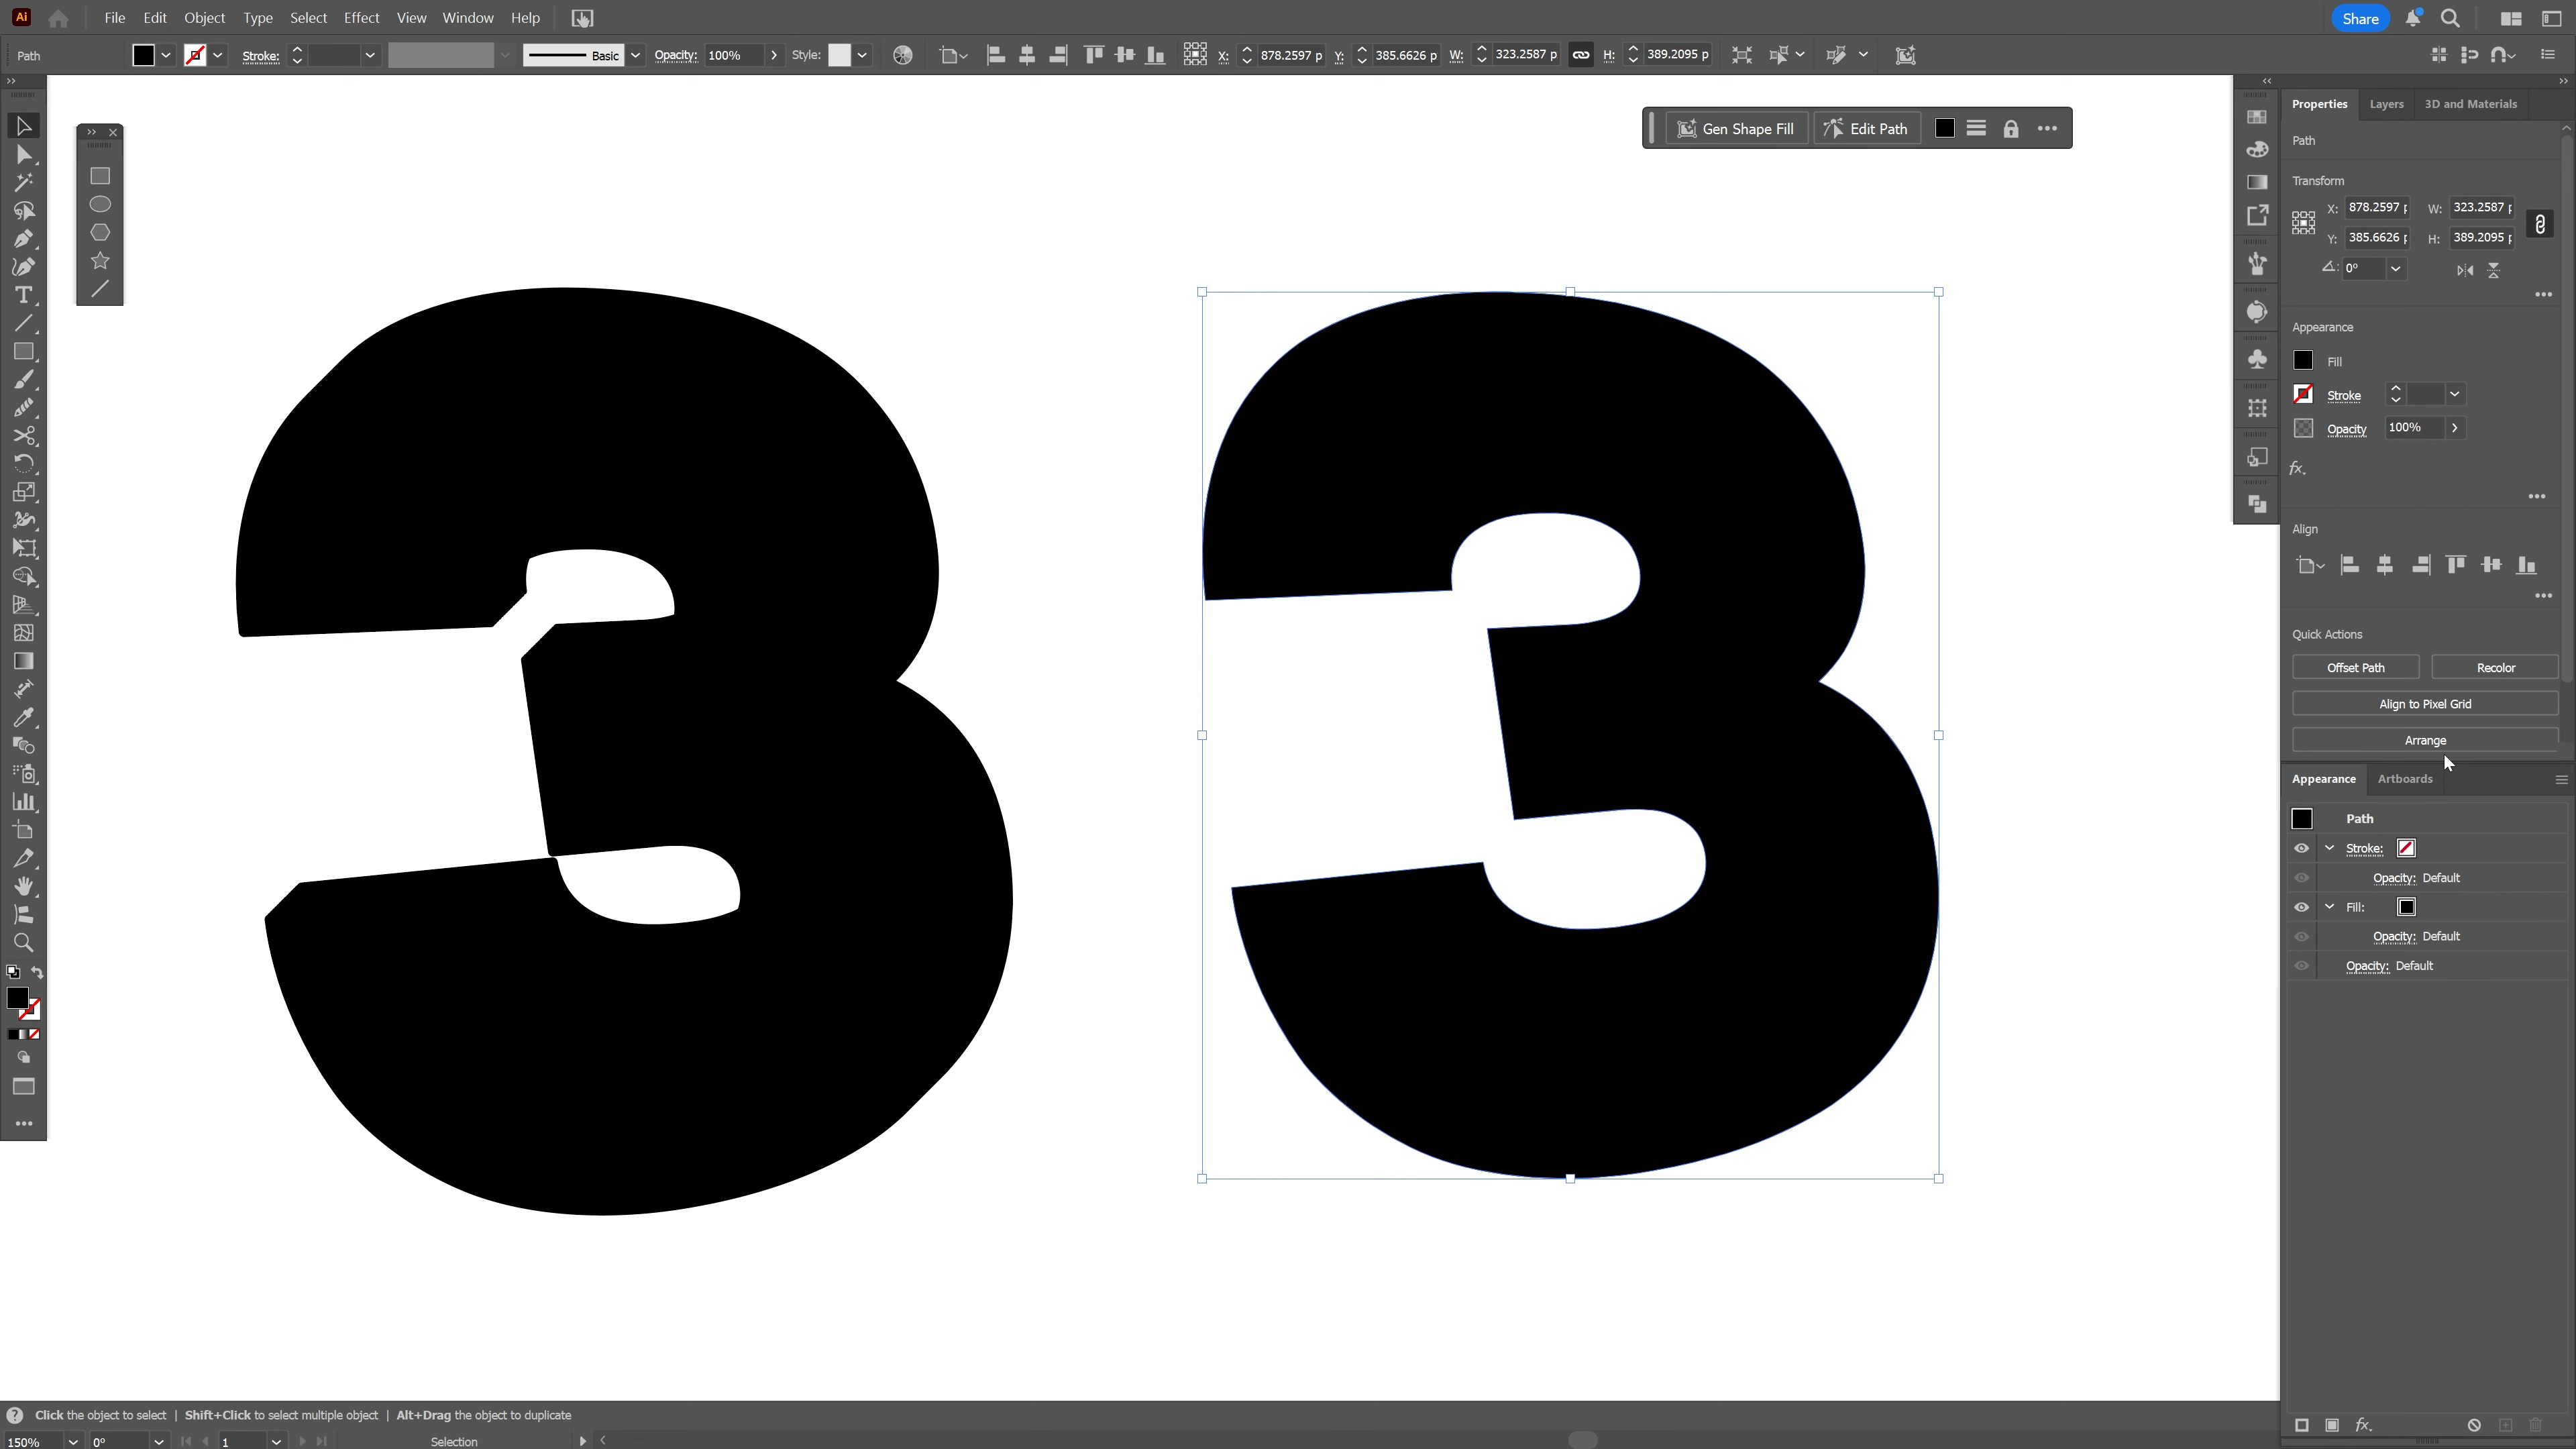 Ai File Edit Object Type Select Effect View Window Help Share
Path Stroke: Basic Opacity: 100% Style: X: 878.2597 p Y: 385.6626 p W: 323.2587 p H: 389.2095 p
Properties Layers 3D and Materials
Gen Shape Fill Edit Path
Path
Transform
X: 878.2597 p W: 323.2587 p
Y: 385.6626 p H: 389.2095 p
0°
Appearance
Fill
Stroke
Opacity 100%
fx.
Align
Quick Actions
Offset Path Recolor
Align to Pixel Grid
Arrange
Appearance Artboards
Path
Stroke:
Opacity: Default
Fill:
Opacity: Default
Opacity: Default
fx.
3 3
Click the object to select | Shift+Click to select multiple object | Alt+Drag the object to duplicate
150% 0° 1 Selection